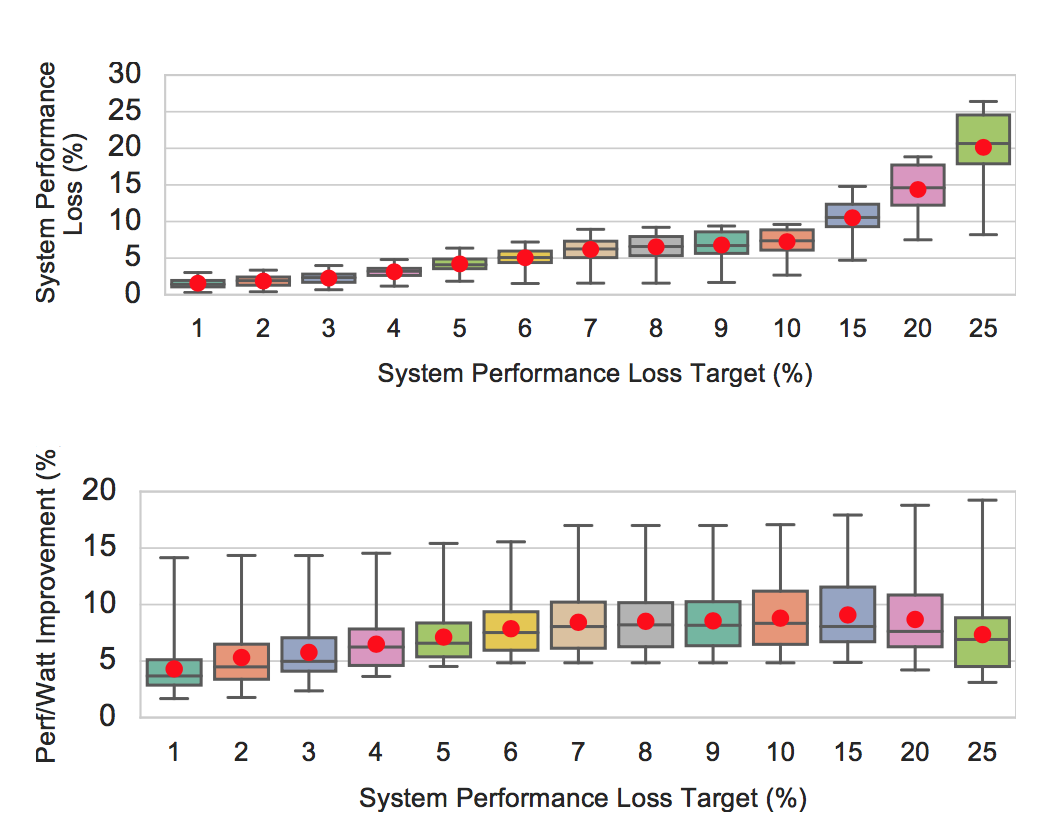 System Performance
Loss (%)
30
25
20
15
10
5
0
1 2 3 4 5 6 7 8 9 10 15 20 25
System Performance Loss Target (%)
Perf/Watt Improvement (%
20
15
10
5
0
1 2 3 4 5 6 7 8 9 10 15 20 25
System Performance Loss Target (%)